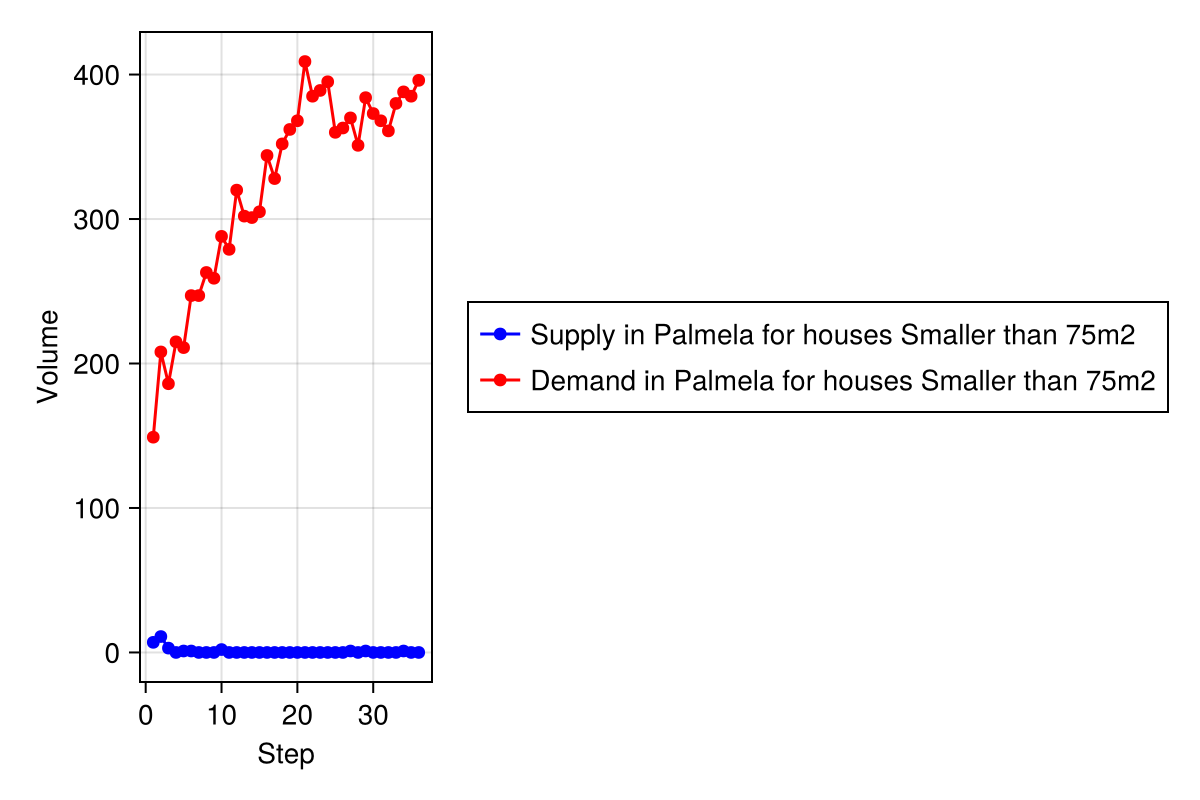 400
300
200
100
0
Volume
0 10 20 30
Step
Supply in Palmela for houses Smaller than 75m2
Demand in Palmela for houses Smaller than 75m2